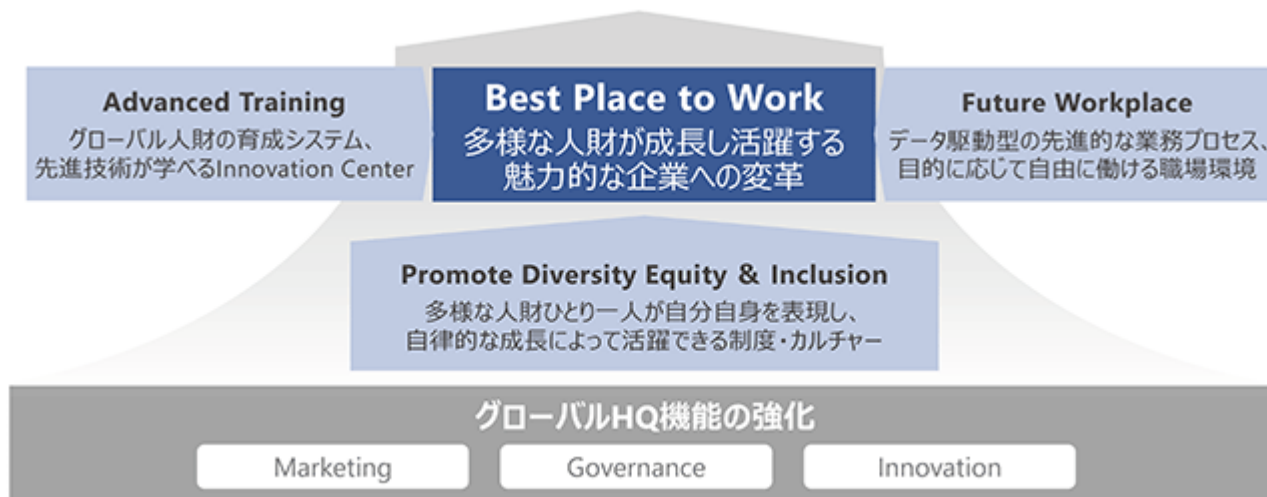 Advanced Training
グローバル人財の育成システム、
先進技術が学べるInnovation Center
Best Place to Work
多様な人財が成長し活躍する
魅力的な企業への変革
Future Workplace
データ駆動型の先進的な業務プロセス、
目的に応じて自由に働ける職場環境
Promote Diversity Equity & Inclusion
多様な人財ひとり一人が自分自身を表現し、
自律的な成長によって活躍できる制度・カルチャー
グローバルHQ機能の強化
Marketing
Governance
Innovation